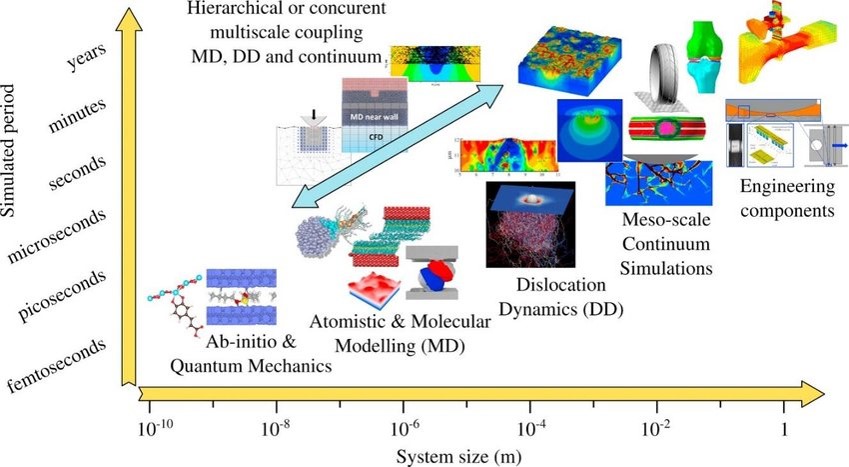 Hierarchical or concurent
multiscale coupling
MD, DD and continuum
Simulated period
years
minutes
seconds
microseconds
picoseconds
femtoseconds
MD near wall
CFD
Engineering
components
Meso-scale
Continuum
Simulations
Dislocation
Dynamics (DD)
Atomistic & Molecular
Modelling (MD)
Ab-initio &
Quantum Mechanics
10-10 10-8 10-6 10-4 10-2 1
System size (m)